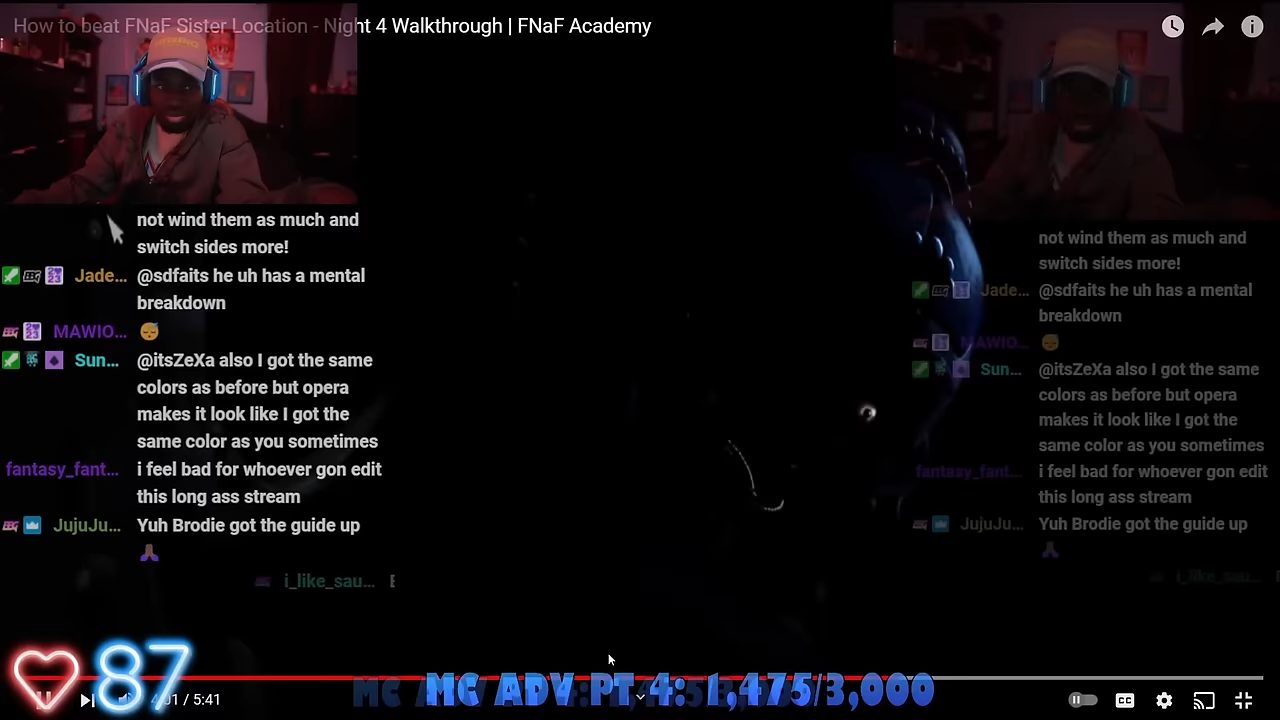 How to beat FNaF Sister Location - Night 4 Walkthrough | FNaF Academy
not wind them as much and
switch sides more!
Jade... @sdfaits he uh has a mental
breakdown
MAWIO... 😴
Sun... @itsZeXa also I got the same
colors as before but opera
makes it look like I got the
same color as you sometimes
fantasy_fant... i feel bad for whoever gon edit
this long ass stream
JujuJu... Yuh Brodie got the guide up
🙏🏽
i_like_sau...
not wind them as much and
switch sides more!
Jade... @sdfaits he uh has a mental
breakdown
MAWIO... 😴
Sun... @itsZeXa also I got the same
colors as before but opera
makes it look like I got the
same color as you sometimes
fantasy_fant... i feel bad for whoever gon edit
this long ass stream
JujuJu... Yuh Brodie got the guide up
🙏🏽
i_like_sau...
87
/ 5:41
MC ADV PT 4: 1,475/3,000
CC